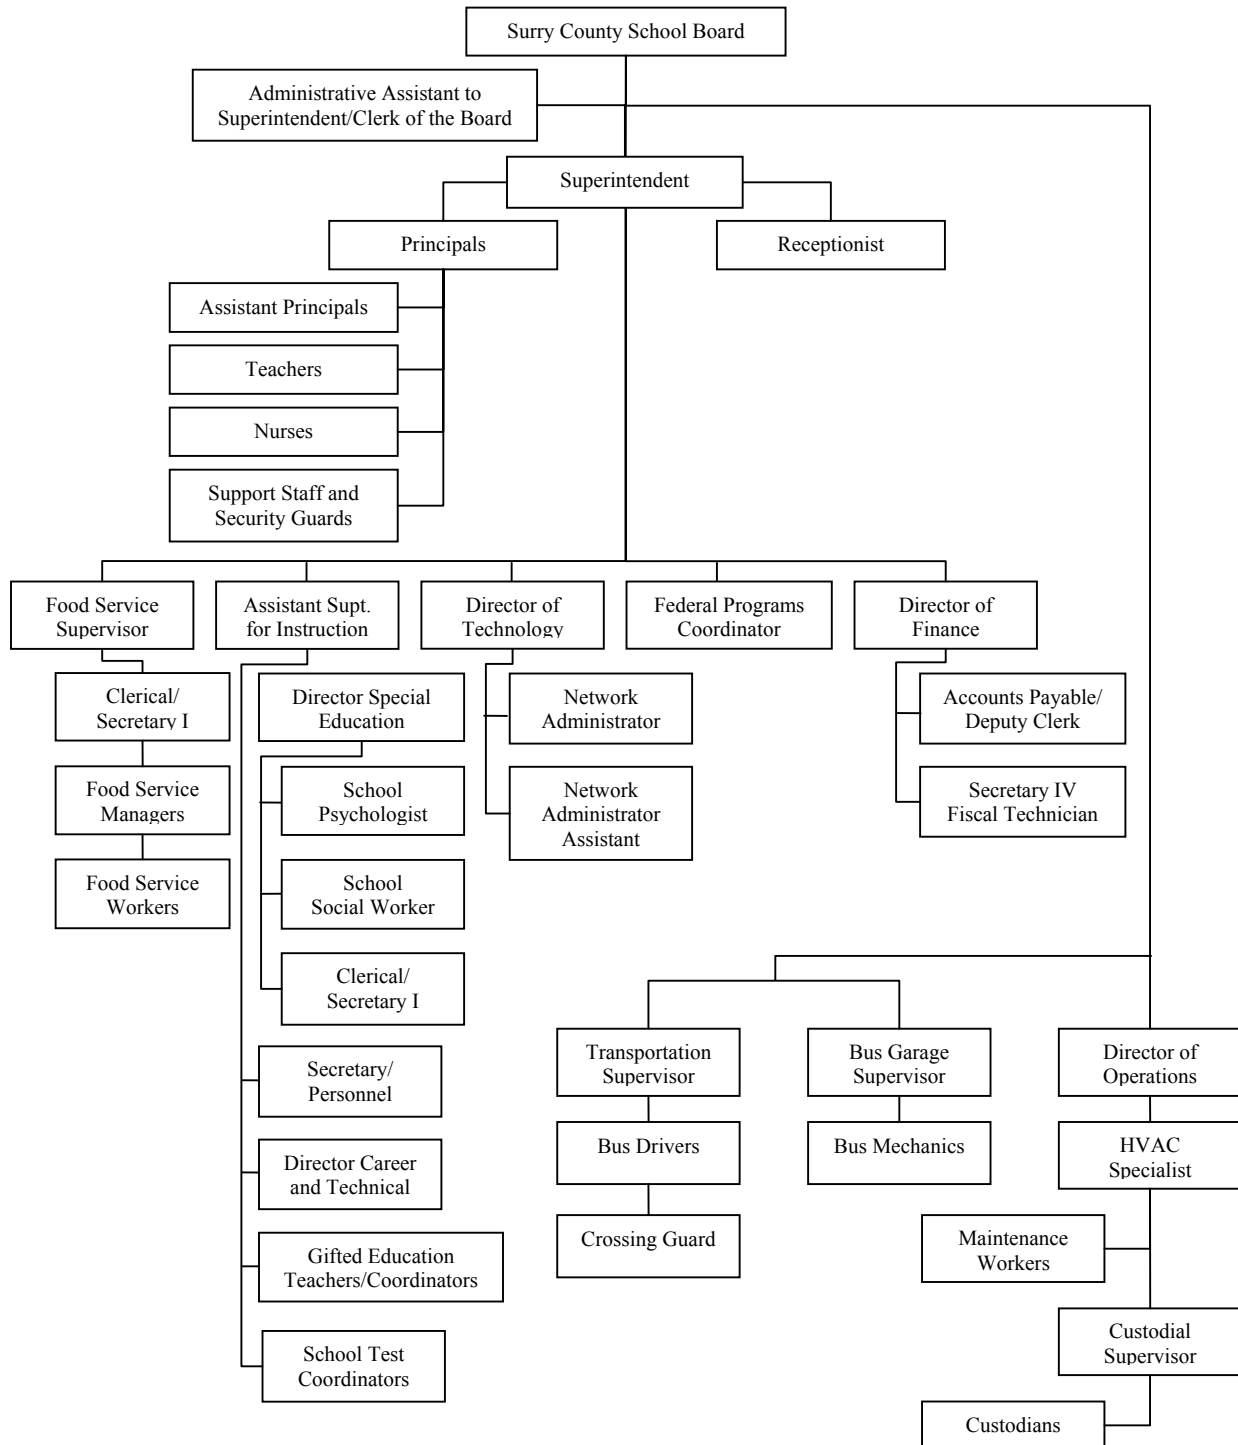 Surry County School Board
Administrative Assistant to
Superintendent/Clerk of the Board
Superintendent
Principals
Receptionist
Assistant Principals
Teachers
Nurses
Support Staff and
Security Guards
Food Service
Supervisor
Assistant Supt.
for Instruction
Director of
Technology
Federal Programs
Coordinator
Director of
Finance
Clerical/
Secretary I
Food Service
Managers
Food Service
Workers
Director Special
Education
School
Psychologist
School
Social Worker
Clerical/
Secretary I
Secretary/
Personnel
Director Career
and Technical
Gifted Education
Teachers/Coordinators
School Test
Coordinators
Network
Administrator
Network
Administrator
Assistant
Accounts Payable/
Deputy Clerk
Secretary IV
Fiscal Technician
Transportation
Supervisor
Bus Drivers
Crossing Guard
Bus Garage
Supervisor
Bus Mechanics
Director of
Operations
HVAC
Specialist
Maintenance
Workers
Custodial
Supervisor
Custodians